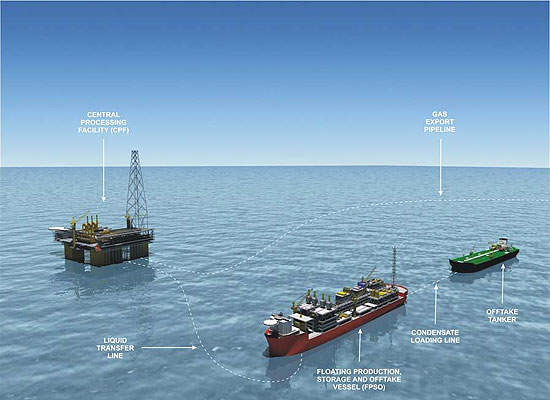 CENTRAL
PROCESSING
FACILITY (CPF)
GAS
EXPORT
PIPELINE
LIQUID
TRANSFER
LINE
FLOATING PRODUCTION,
STORAGE AND OFFTAKE
VESSEL (FPSO)
CONDENSATE
LOADING LINE
OFFTAKE
TANKER